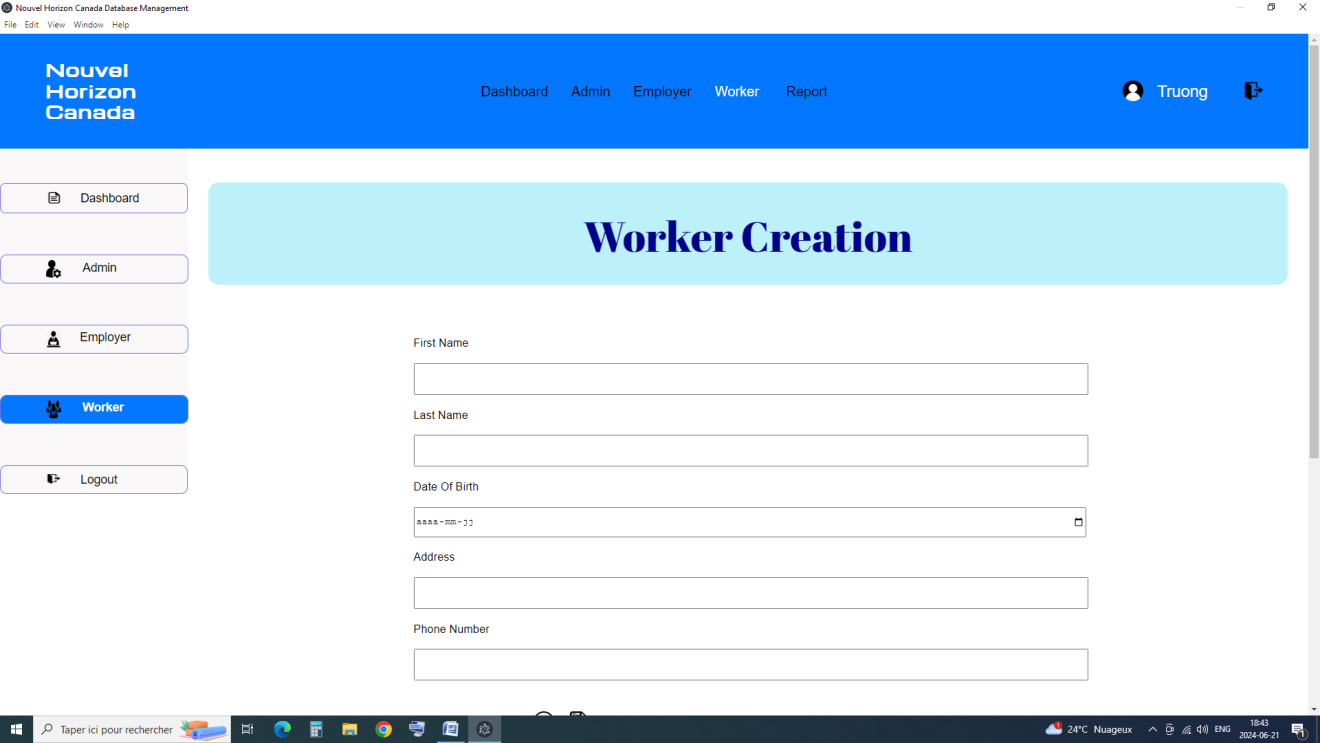 Nouvel Horizon Canada Database Management
File Edit View Window Help
Nouvel
Horizon
Canada
Dashboard Admin Employer Worker Report
Truong
Dashboard
Admin
Employer
Worker
Logout
Worker Creation
First Name
Last Name
Date Of Birth
aaaa-mm-jj
Address
Phone Number
Taper ici pour rechercher
1
24°C Nuageux
ENG
18:43
2024-06-21
1